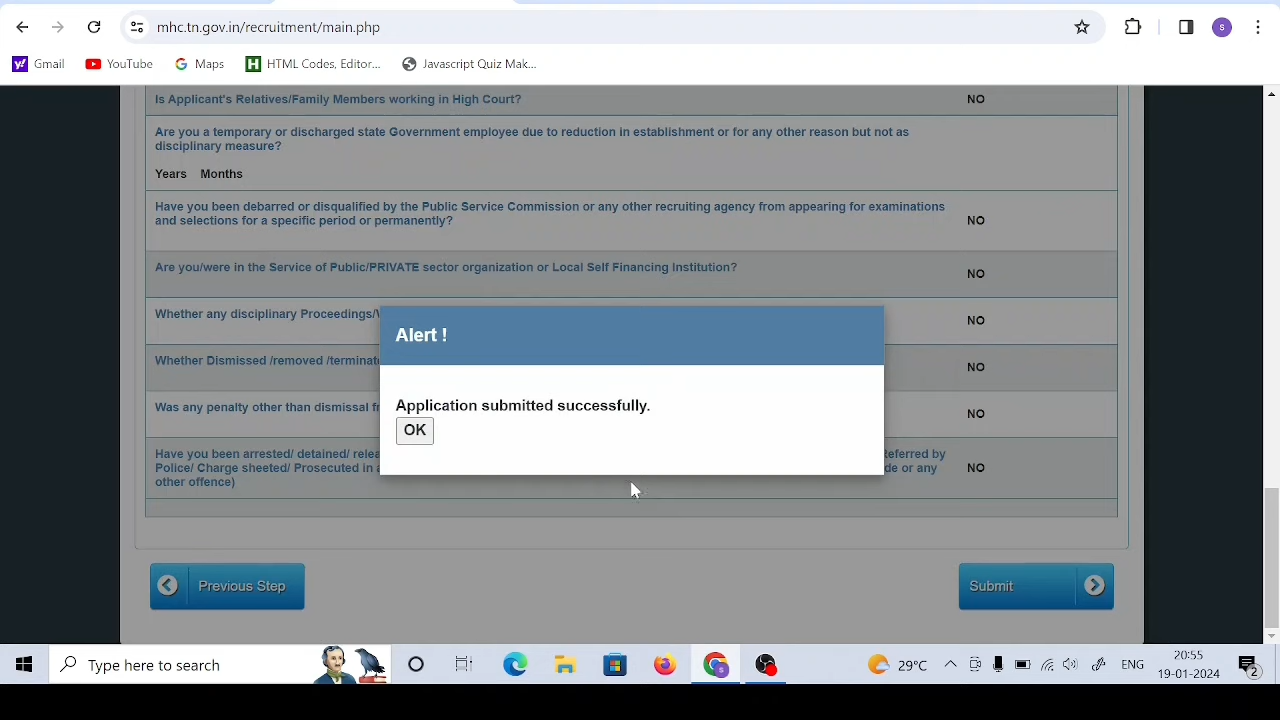 mhc.tn.gov.in/recruitment/main.php
S
Gmail YouTube Maps HTML Codes, Editor... Javascript Quiz Mak...
Is Applicant's Relatives/Family Members working in High Court? NO
Are you a temporary or discharged state Government employee due to reduction in establishment or for any other reason but not as
disciplinary measure?
Years Months
Have you been debarred or disqualified by the Public Service Commission or any other recruiting agency from appearing for examinations
and selections for a specific period or permanently? NO
Are you/were in the Service of Public/PRIVATE sector organization or Local Self Financing Institution? NO
Whether any disciplinary Proceedings/ NO
Alert !
Whether Dismissed /removed /terminat NO
Application submitted successfully.
Was any penalty other than dismissal f NO
OK
Have you been arrested/ detained/ rele Referred by
Police/ Charge sheeted/ Prosecuted in a de or any NO
other offence)
Previous Step Submit
Type here to search 29°C ENG 20:55
19-01-2024 2